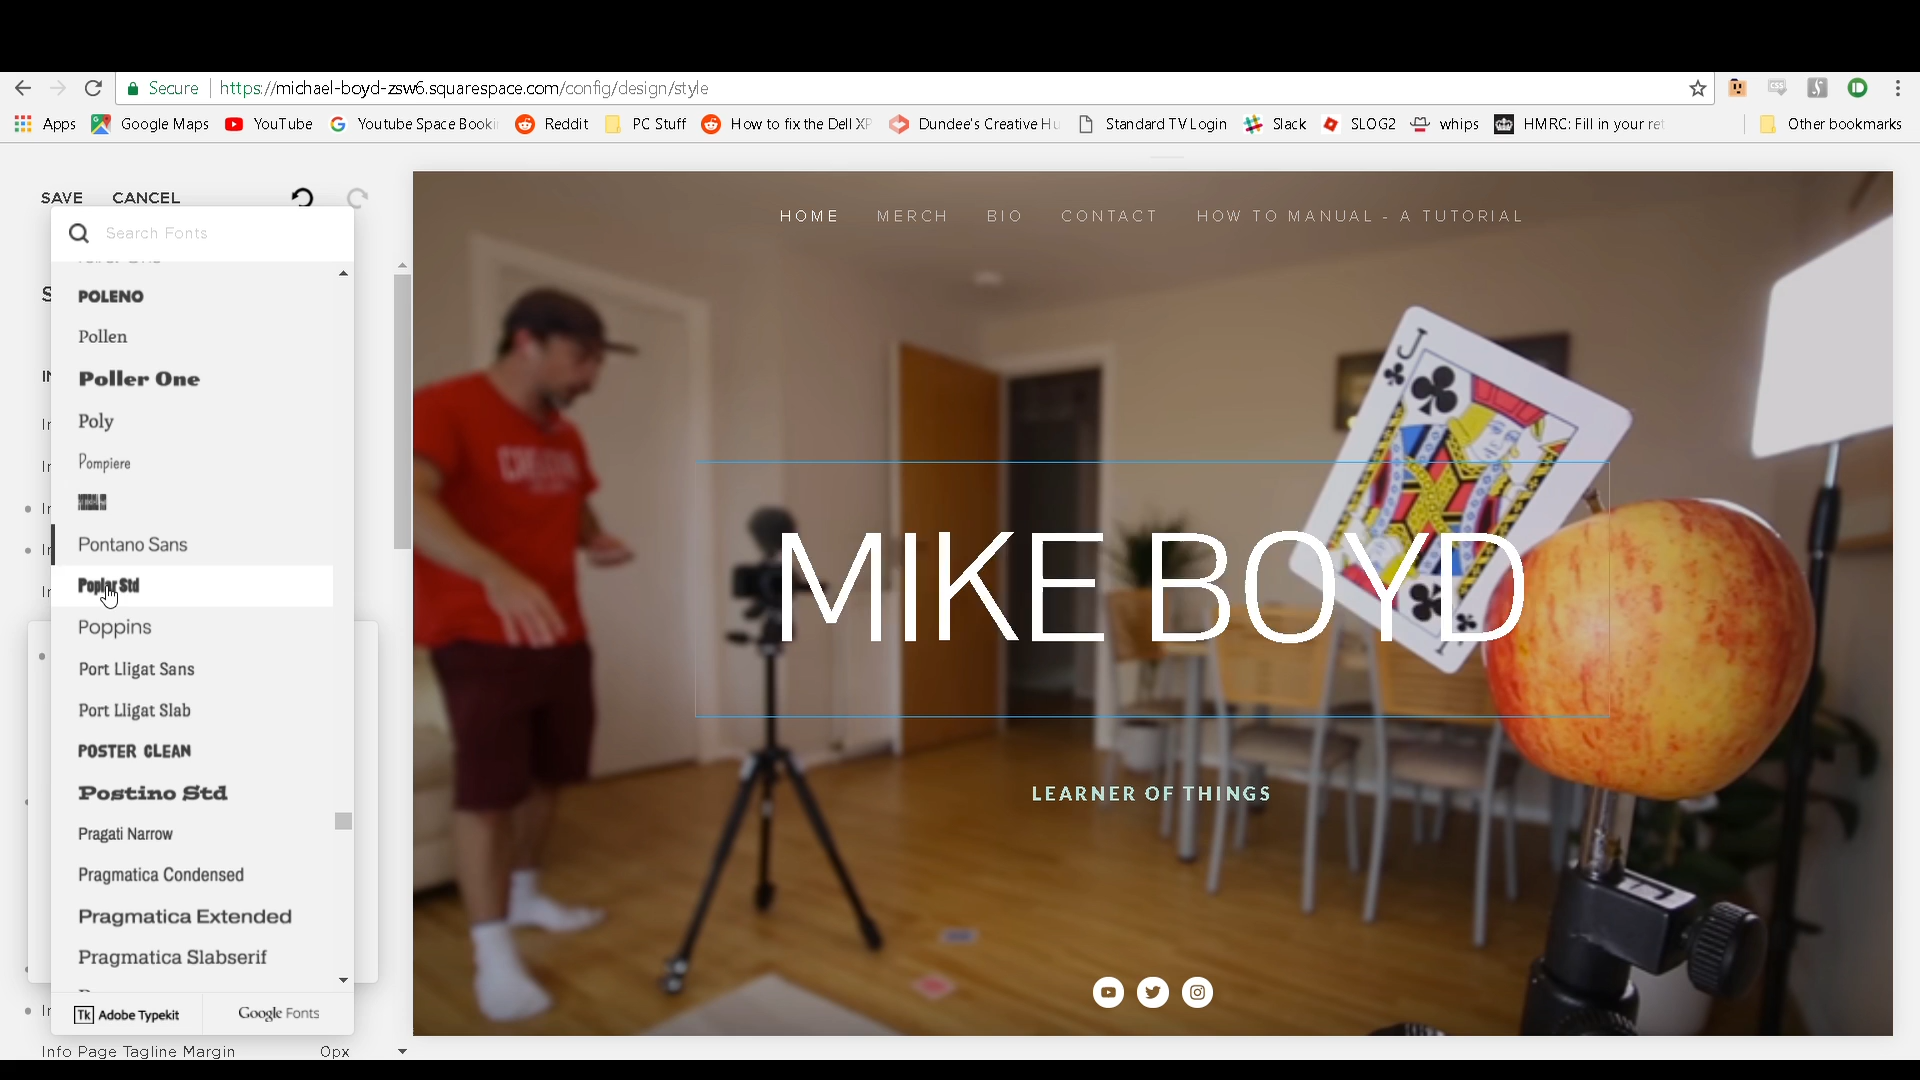 Secure https://michael-boyd-zsw6.squarespace.com/config/design/style
Apps Google Maps YouTube Youtube Space Booki Reddit PC Stuff How to fix the Dell XP Dundee's Creative Hu Standard TV Login Slack SLOG2 whips HMRC: Fill in your ret Other bookmarks
SAVE CANCEL
Search Fonts
POLENO
Pollen
Poller One
Poly
Pompiere
Pontano Sans
Poplar Std
Poppins
Port Lligat Sans
Port Lligat Slab
POSTER CLEAN
Postino Std
Pragati Narrow
Pragmatica Condensed
Pragmatica Extended
Pragmatica Slabserif
Tk Adobe Typekit Google Fonts
Info Page Tagline Margin 0px
HOME MERCH BIO CONTACT HOW TO MANUAL - A TUTORIAL
J
MIKE BOYD
LEARNER OF THINGS